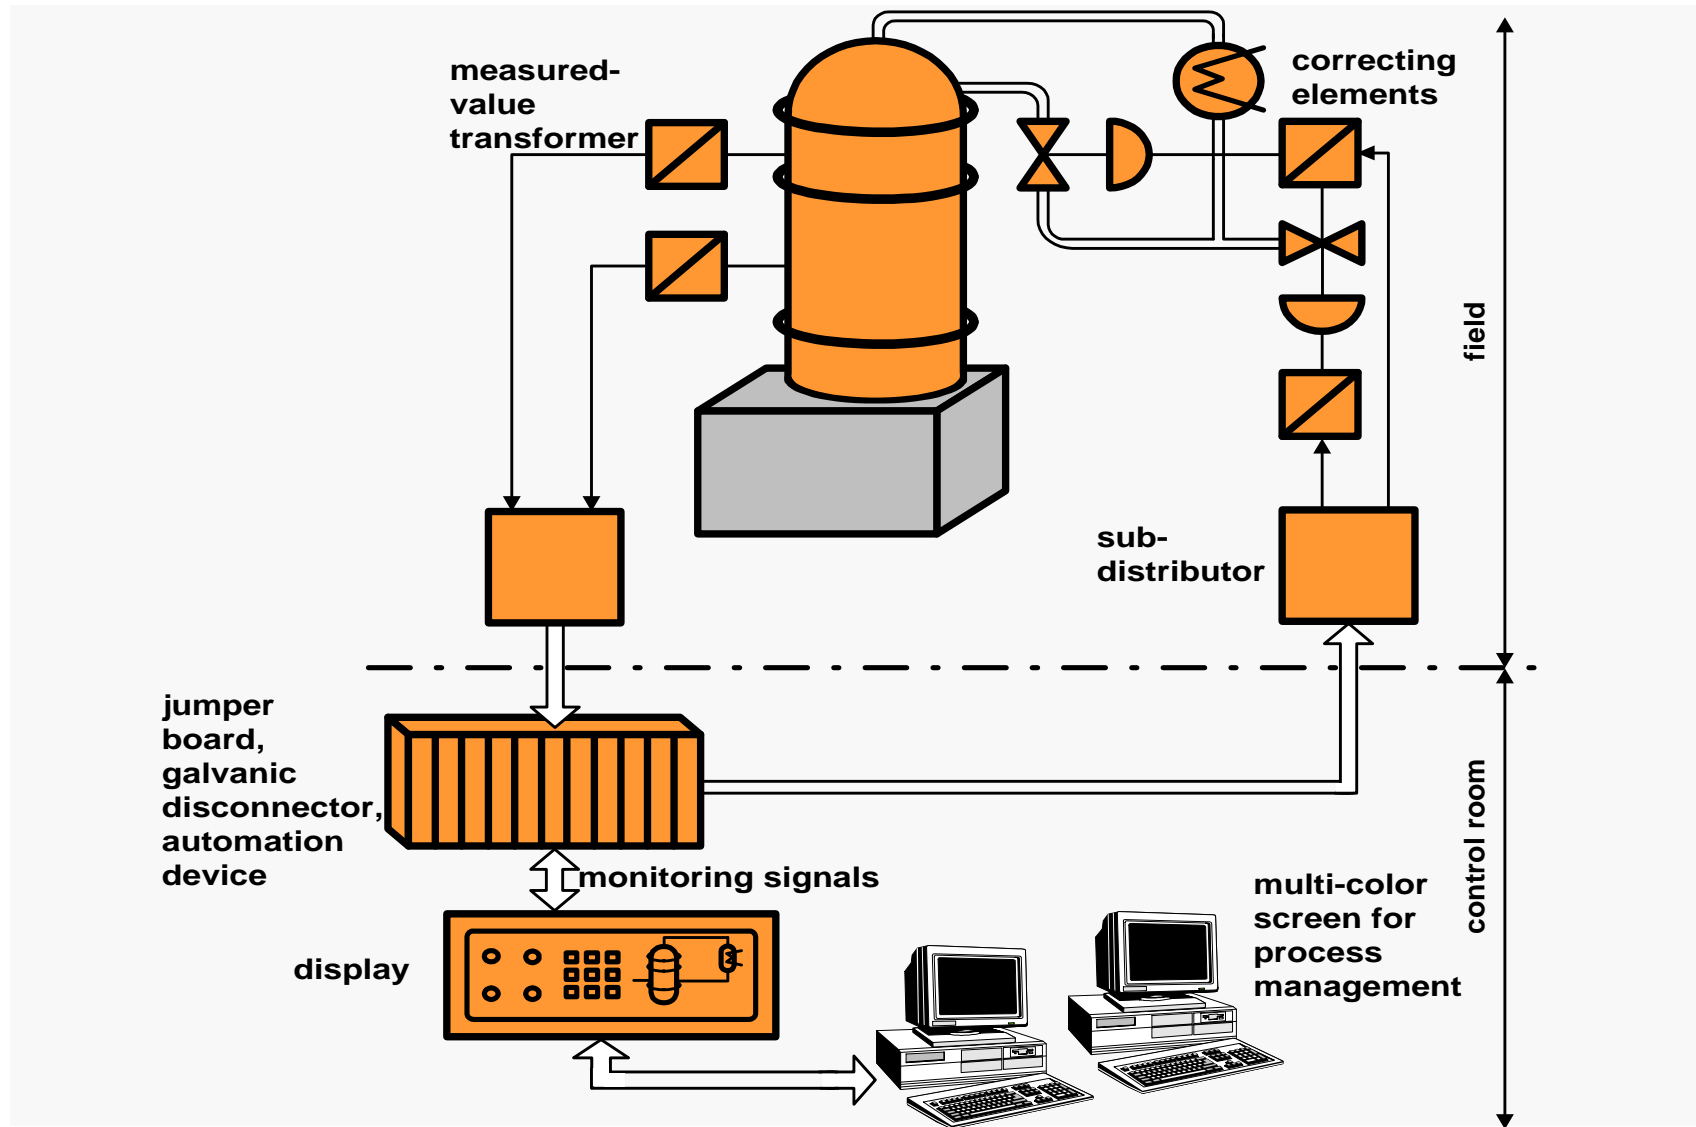 measured-
value
transformer
correcting
elements
field
sub-
distributor
jumper
board,
galvanic
disconnector,
automation
device
monitoring signals
display
multi-color
screen for
process
management
control room